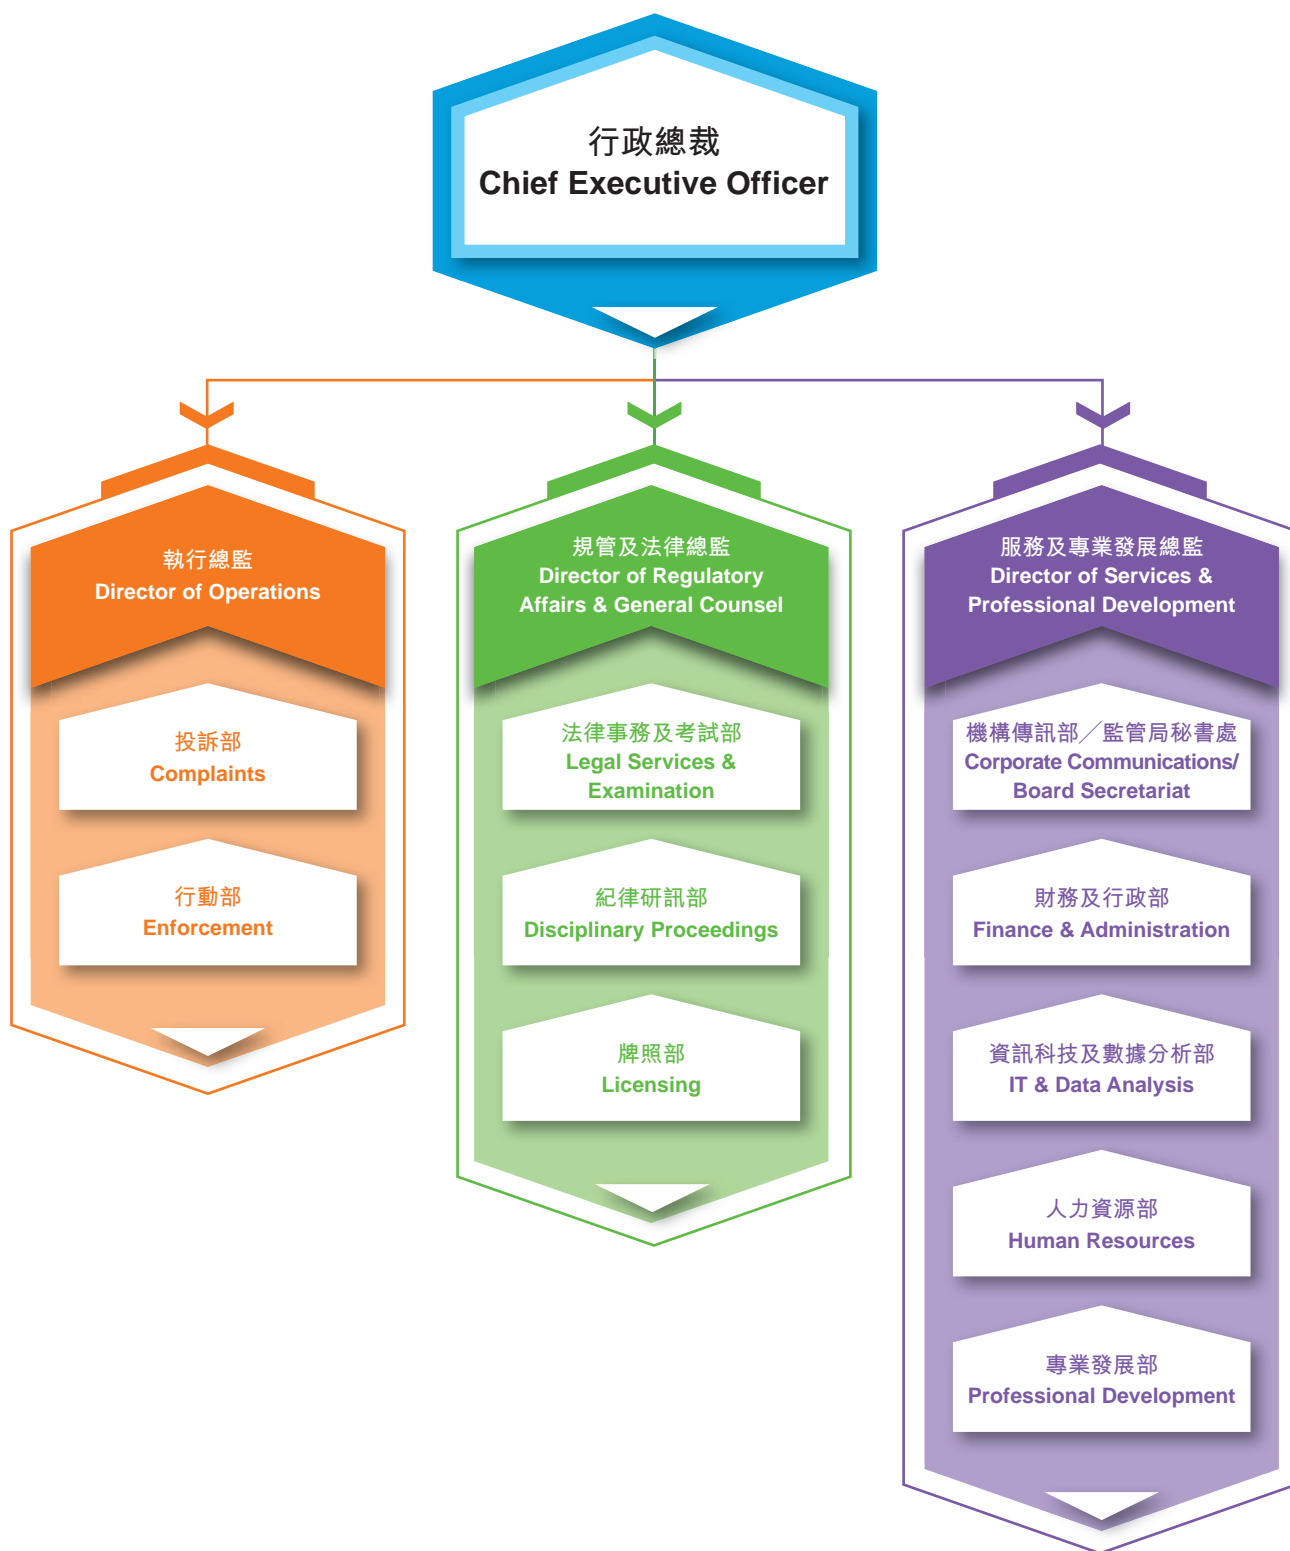 行政總裁
Chief Executive Officer
執行總監
Director of Operations
投訴部
Complaints
行動部
Enforcement
規管及法律總監
Director of Regulatory
Affairs & General Counsel
法律事務及考試部
Legal Services &
Examination
紀律研訊部
Disciplinary Proceedings
牌照部
Licensing
服務及專業發展總監
Director of Services &
Professional Development
機構傳訊部╱監管局秘書處
Corporate Communications/
Board Secretariat
財務及行政部
Finance & Administration
資訊科技及數據分析部
IT & Data Analysis
人力資源部
Human Resources
專業發展部
Professional Development